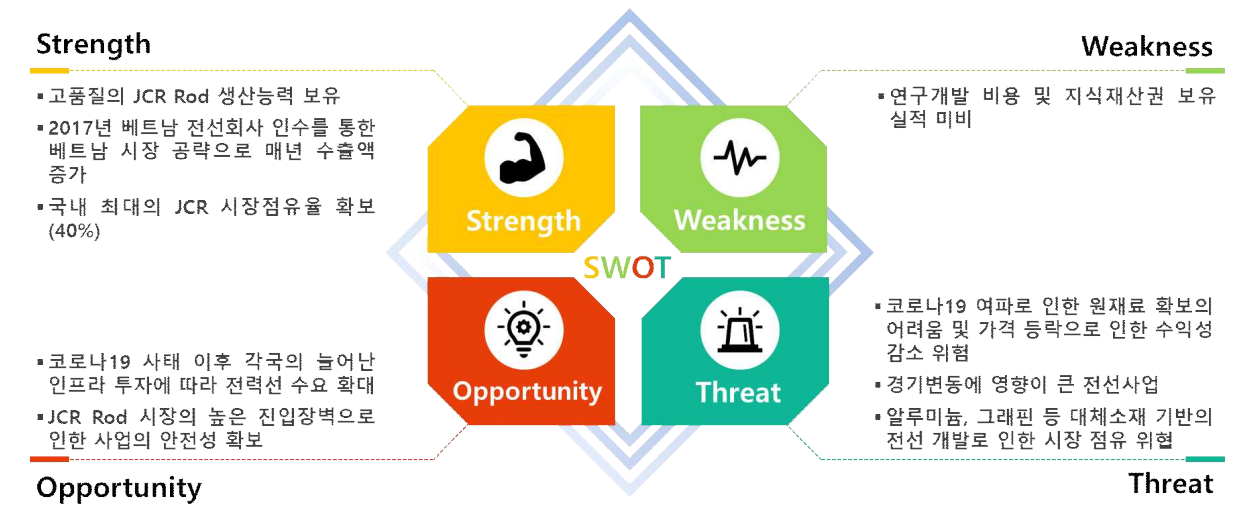 Strength
▪ 고품질의 JCR Rod 생산능력 보유
▪ 2017년 베트남 전선회사 인수를 통한
베트남 시장 공략으로 매년 수출액
증가
▪ 국내 최대의 JCR 시장점유율 확보
(40%)
Weakness
▪ 연구개발 비용 및 지식재산권 보유
실적 미비
Strength
Weakness
SWOT
Opportunity
Threat
▪ 코로나19 사태 이후 각국의 늘어난
인프라 투자에 따라 전력선 수요 확대
▪ JCR Rod 시장의 높은 진입장벽으로
인한 사업의 안전성 확보
Opportunity
▪ 코로나19 여파로 인한 원재료 확보의
어려움 및 가격 등락으로 인한 수익성
감소 위험
▪ 경기변동에 영향이 큰 전선사업
▪ 알루미늄, 그래핀 등 대체소재 기반의
전선 개발로 인한 시장 점유 위협
Threat